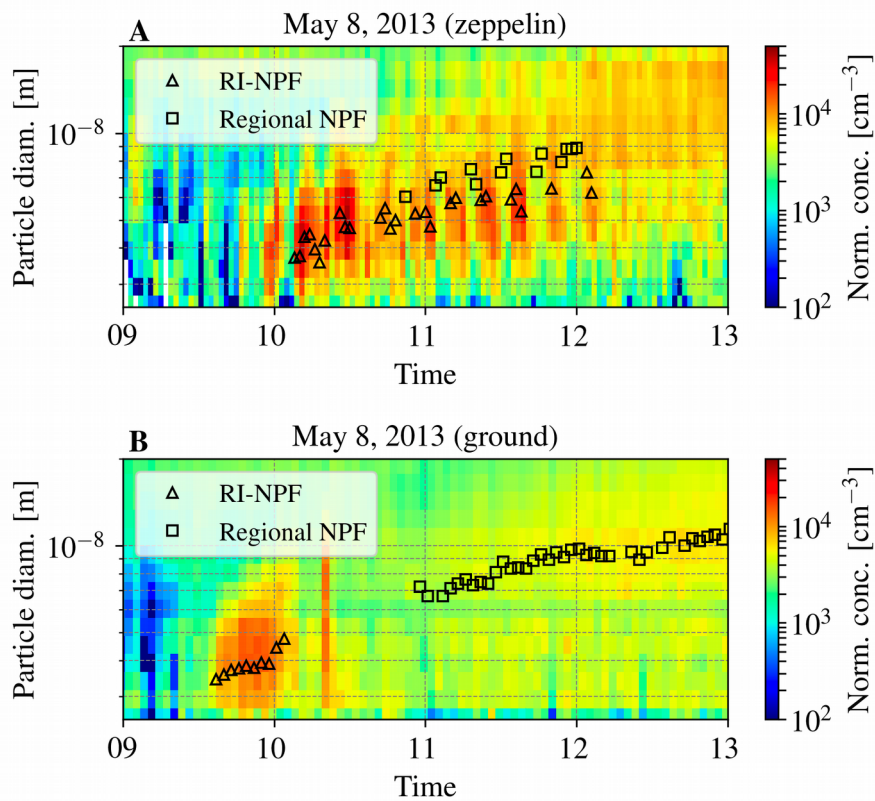 A May 8, 2013 (zeppelin)
Particle diam. [m]
10⁻⁸
RI-NPF
Regional NPF
09 10 11 12 13
Time
10⁴
10³
10²
Norm. conc. [cm⁻³]
B May 8, 2013 (ground)
Particle diam. [m]
10⁻⁸
RI-NPF
Regional NPF
09 10 11 12 13
Time
10⁴
10³
10²
Norm. conc. [cm⁻³]